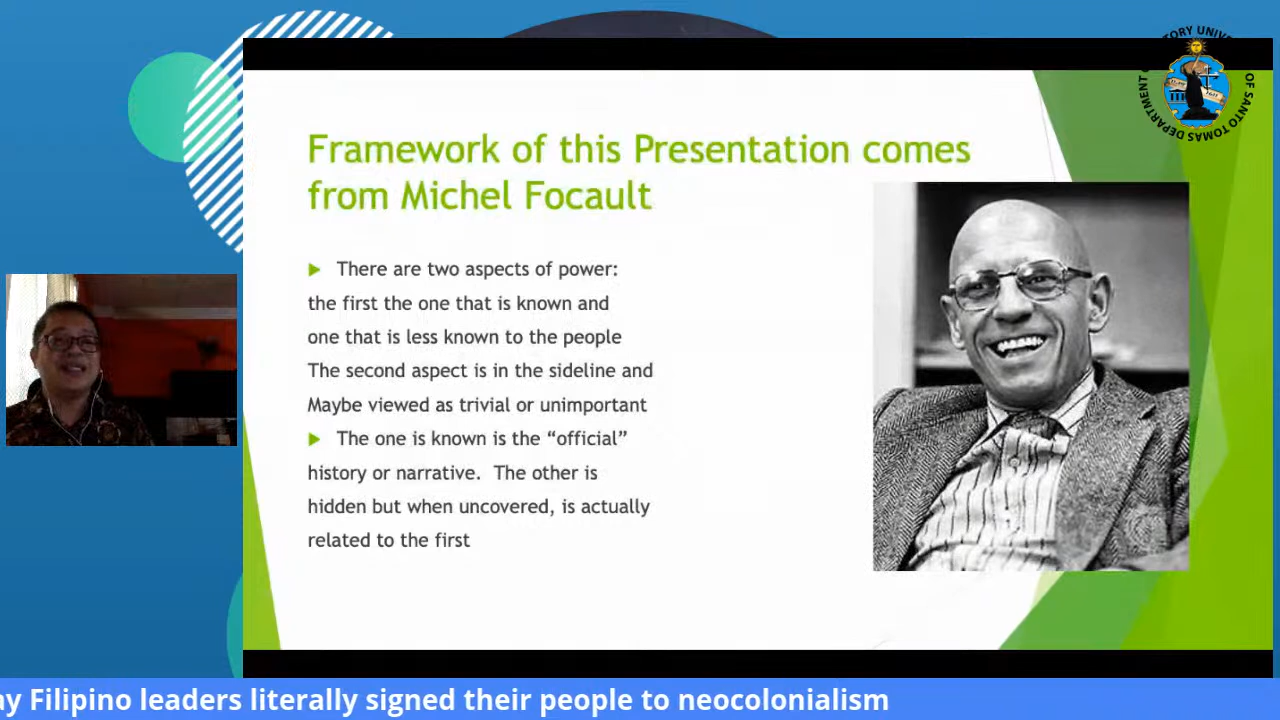 Framework of this Presentation comes
from Michel Focault
There are two aspects of power:
the first the one that is known and
one that is less known to the people
The second aspect is in the sideline and
Maybe viewed as trivial or unimportant
The one is known is the “official”
history or narrative. The other is
hidden but when uncovered, is actually
related to the first
OF SANTO TOMAS DEPARTMENT
ay Filipino leaders literally signed their people to neocolonialism